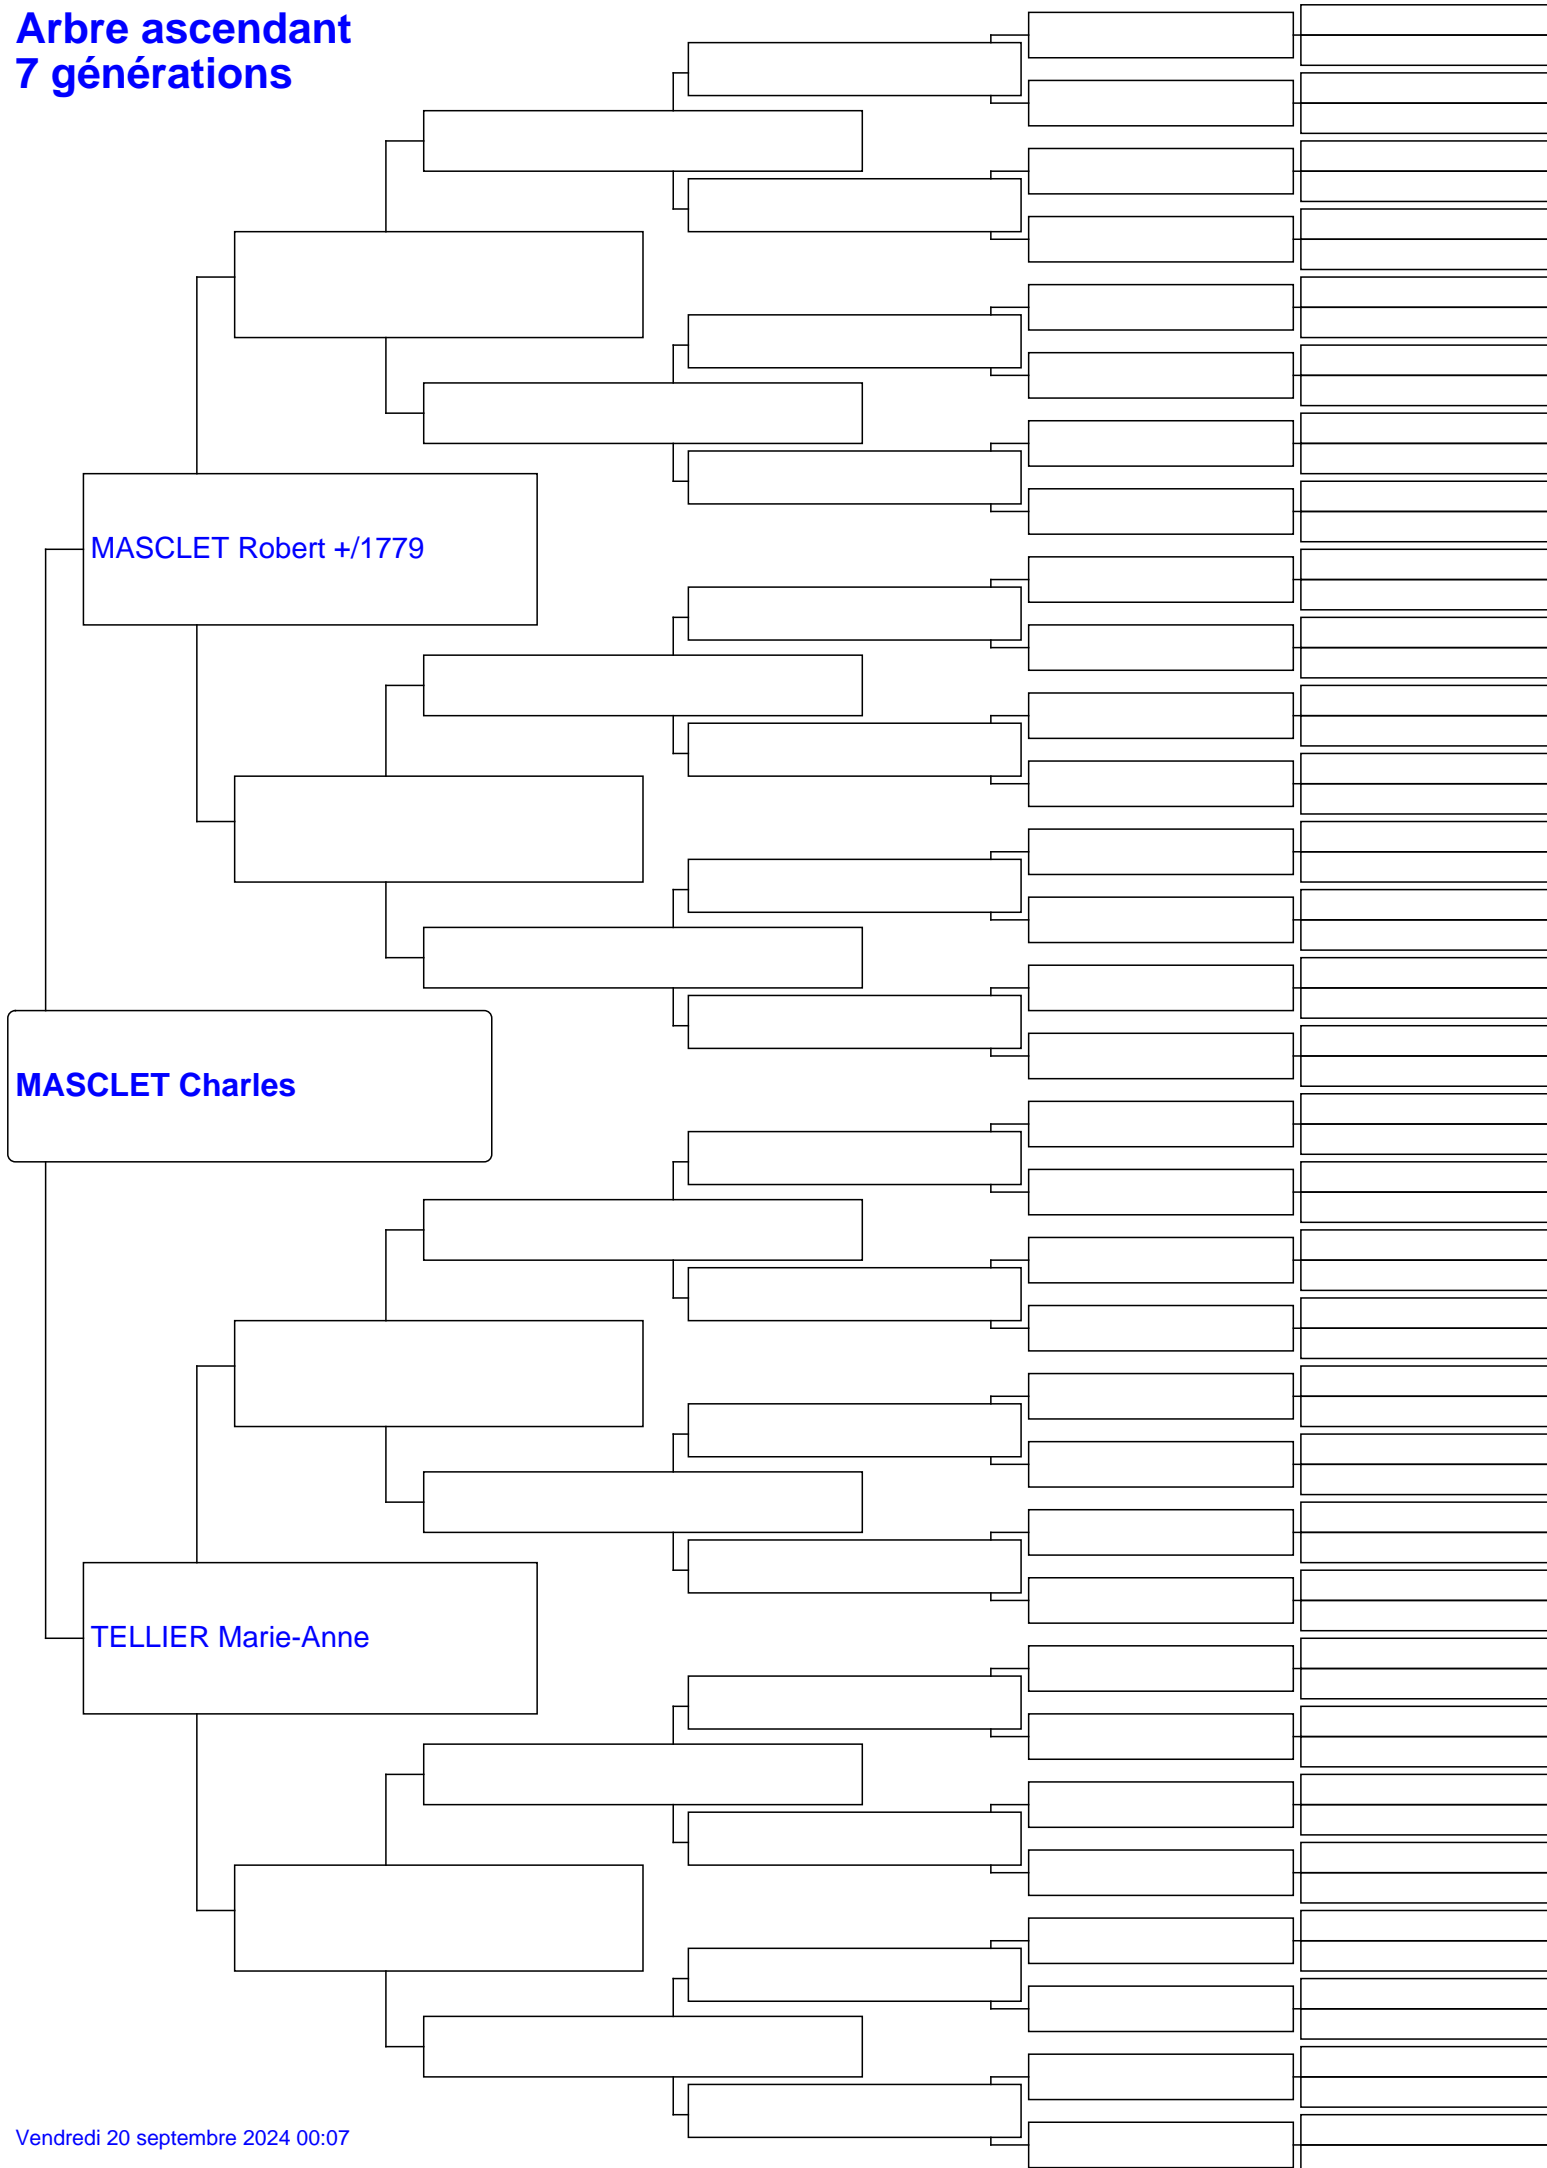 Arbre ascendant
7 générations
MASCLET Robert +/1779
MASCLET Charles
TELLIER Marie-Anne
Vendredi 20 septembre 2024 00:07